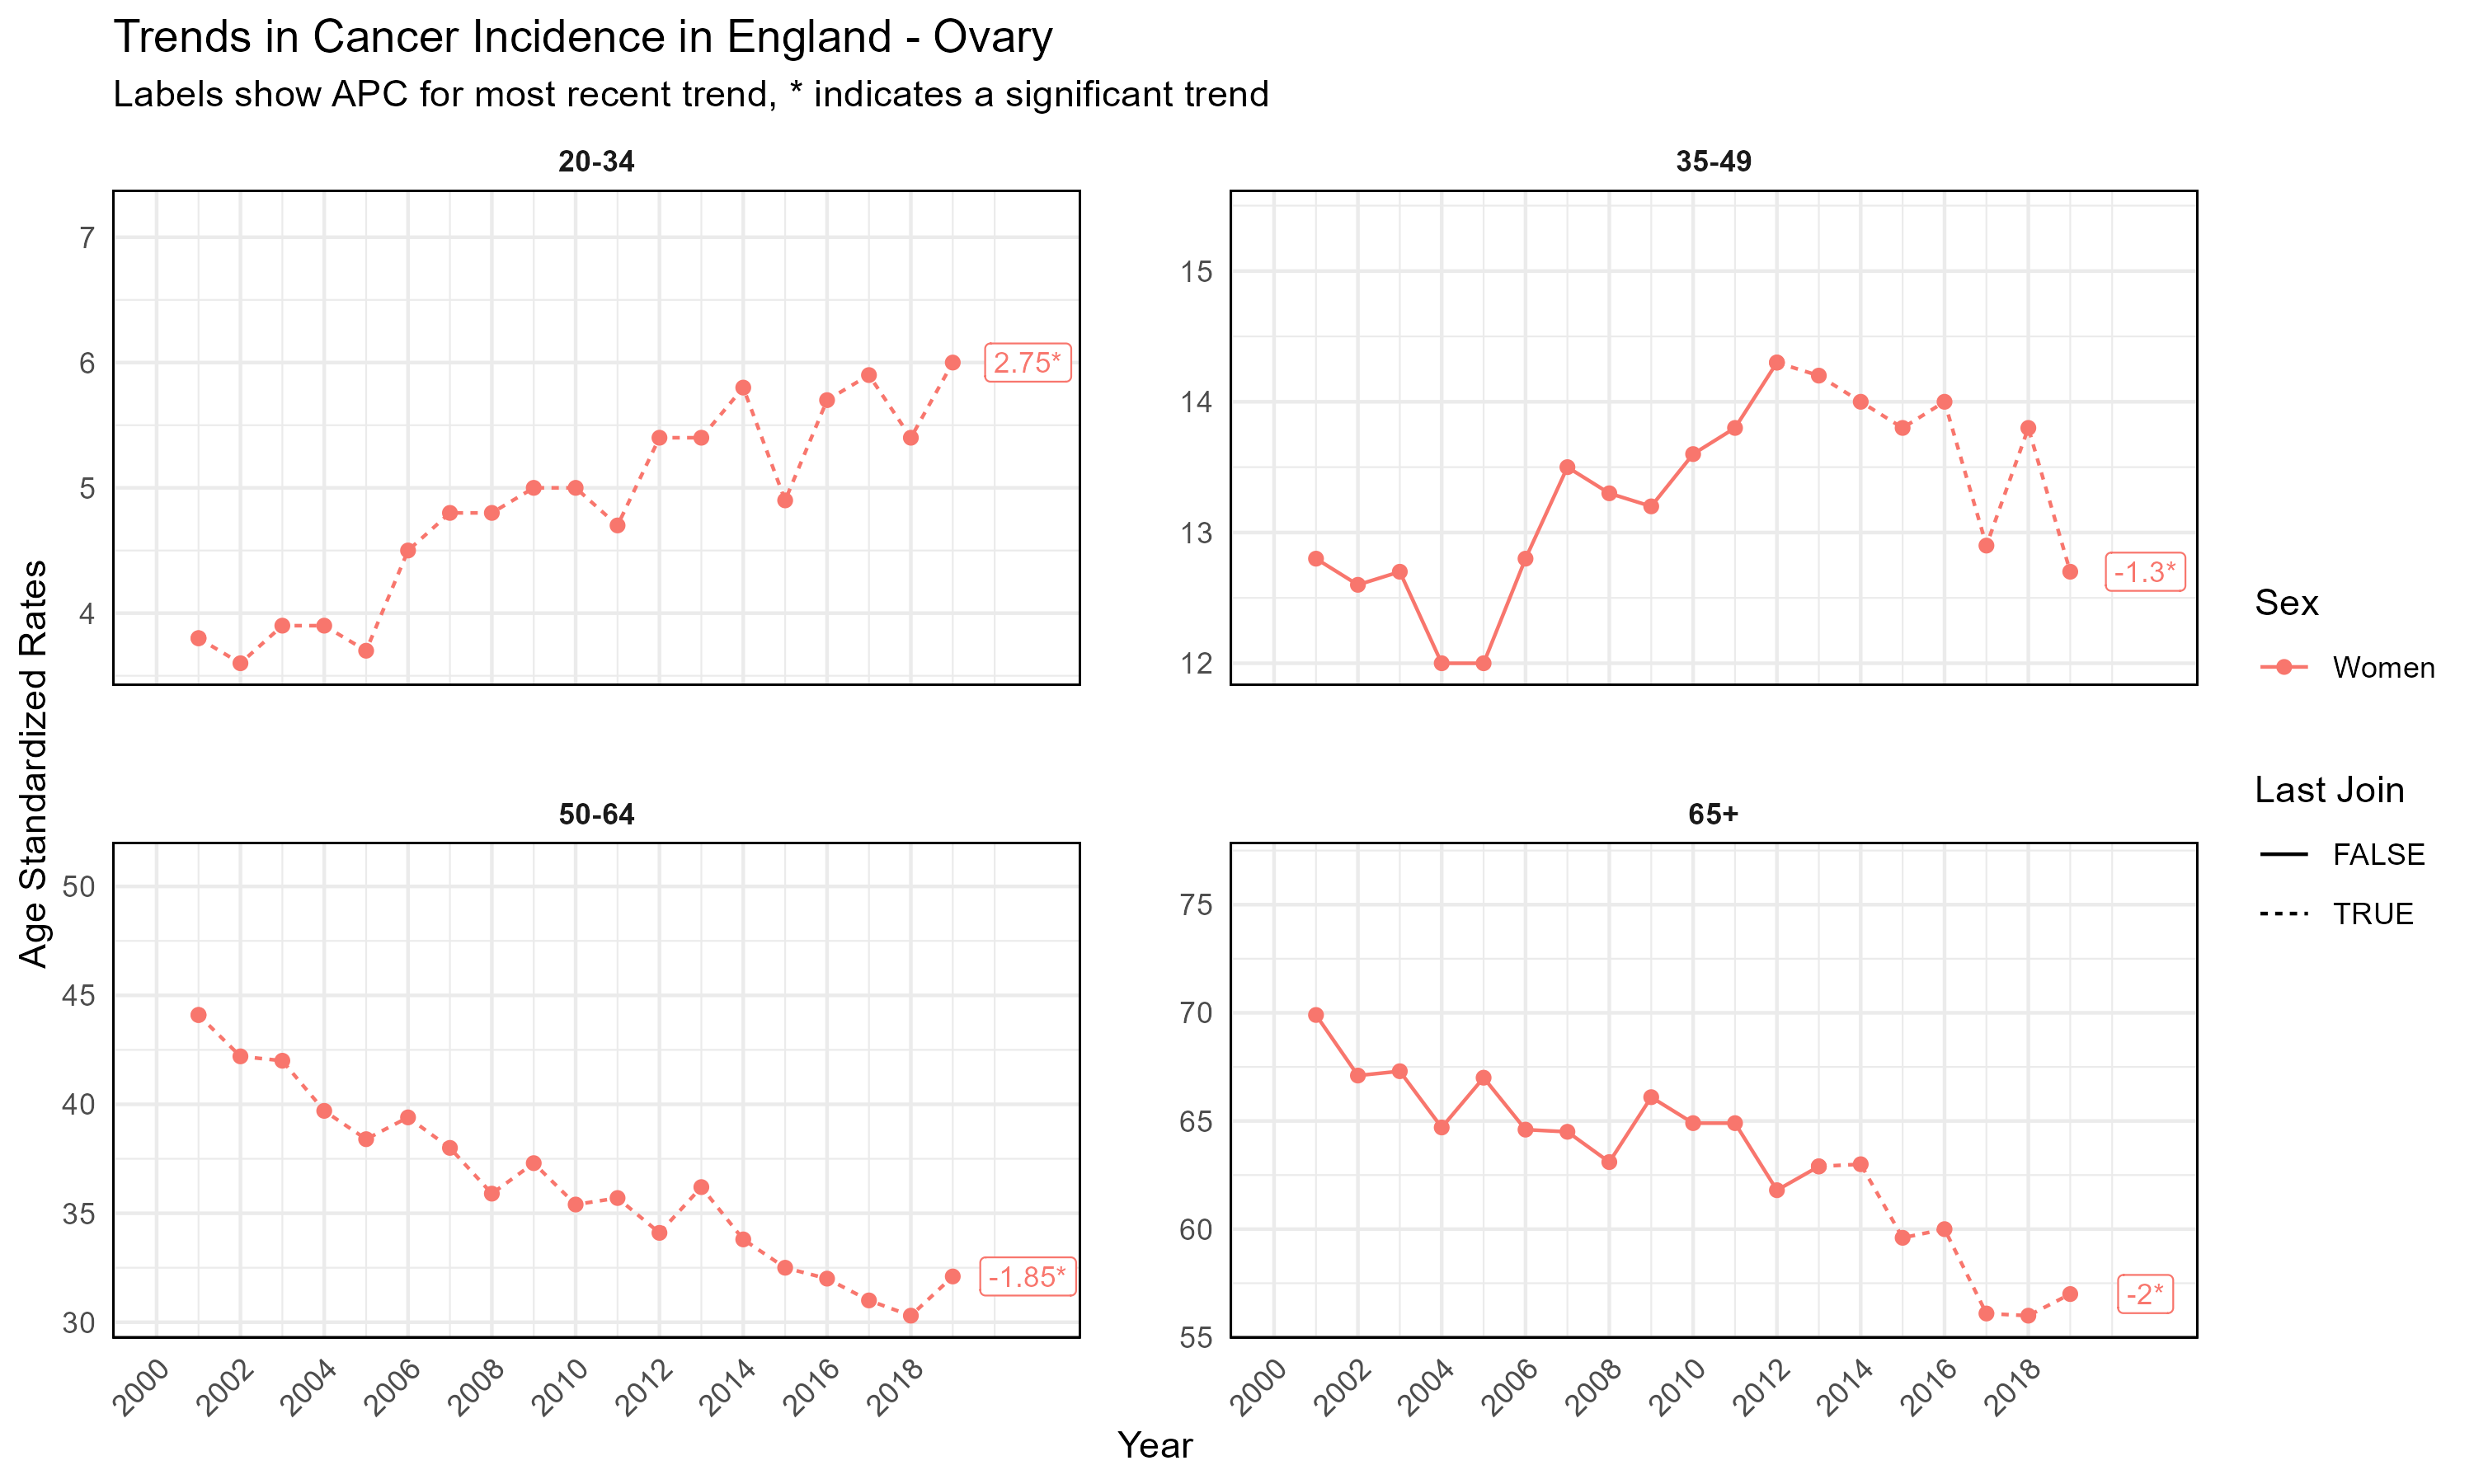 Trends in Cancer Incidence in England - Ovary
Labels show APC for most recent trend, * indicates a significant trend
20-34
35-49
7
6
5
4
2.75*
15
14
13
12
-1.3*
Age Standardized Rates
Sex
Women
Last Join
FALSE
TRUE
50-64
65+
50
45
40
35
30
-1.85*
75
70
65
60
55
-2*
2000 2002 2004 2006 2008 2010 2012 2014 2016 2018
2000 2002 2004 2006 2008 2010 2012 2014 2016 2018
Year